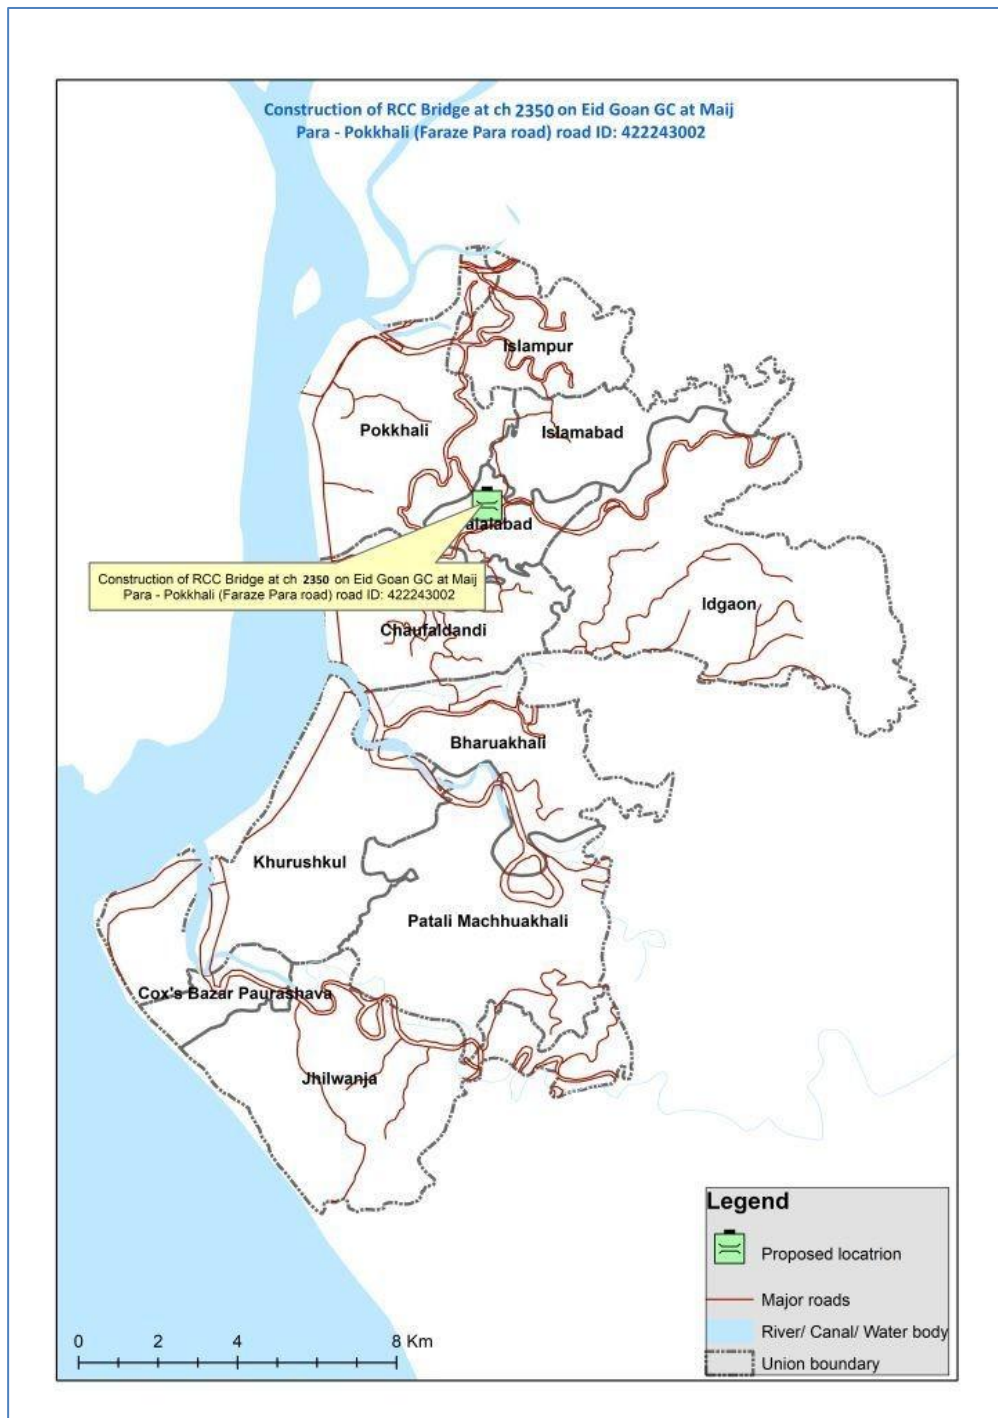 Construction of RCC Bridge at ch 2350 on Eid Goan GC at Maij
Para - Pokkhali (Faraze Para road) road ID: 422243002
Islampur
Pokkhali
Islamabad
alalabad
Construction of RCC Bridge at ch 2350 on Eid Goan GC at Maij
Para - Pokkhali (Faraze Para road) road ID: 422243002
Idgaon
Chaufaldandi
Bharuakhali
Khurushkul
Patali Machhuakhali
Cox's Bazar Paurashava
Jhilwanja
Legend
Proposed locatrion
Major roads
River/ Canal/ Water body
Union boundary
0 2 4 8 Km